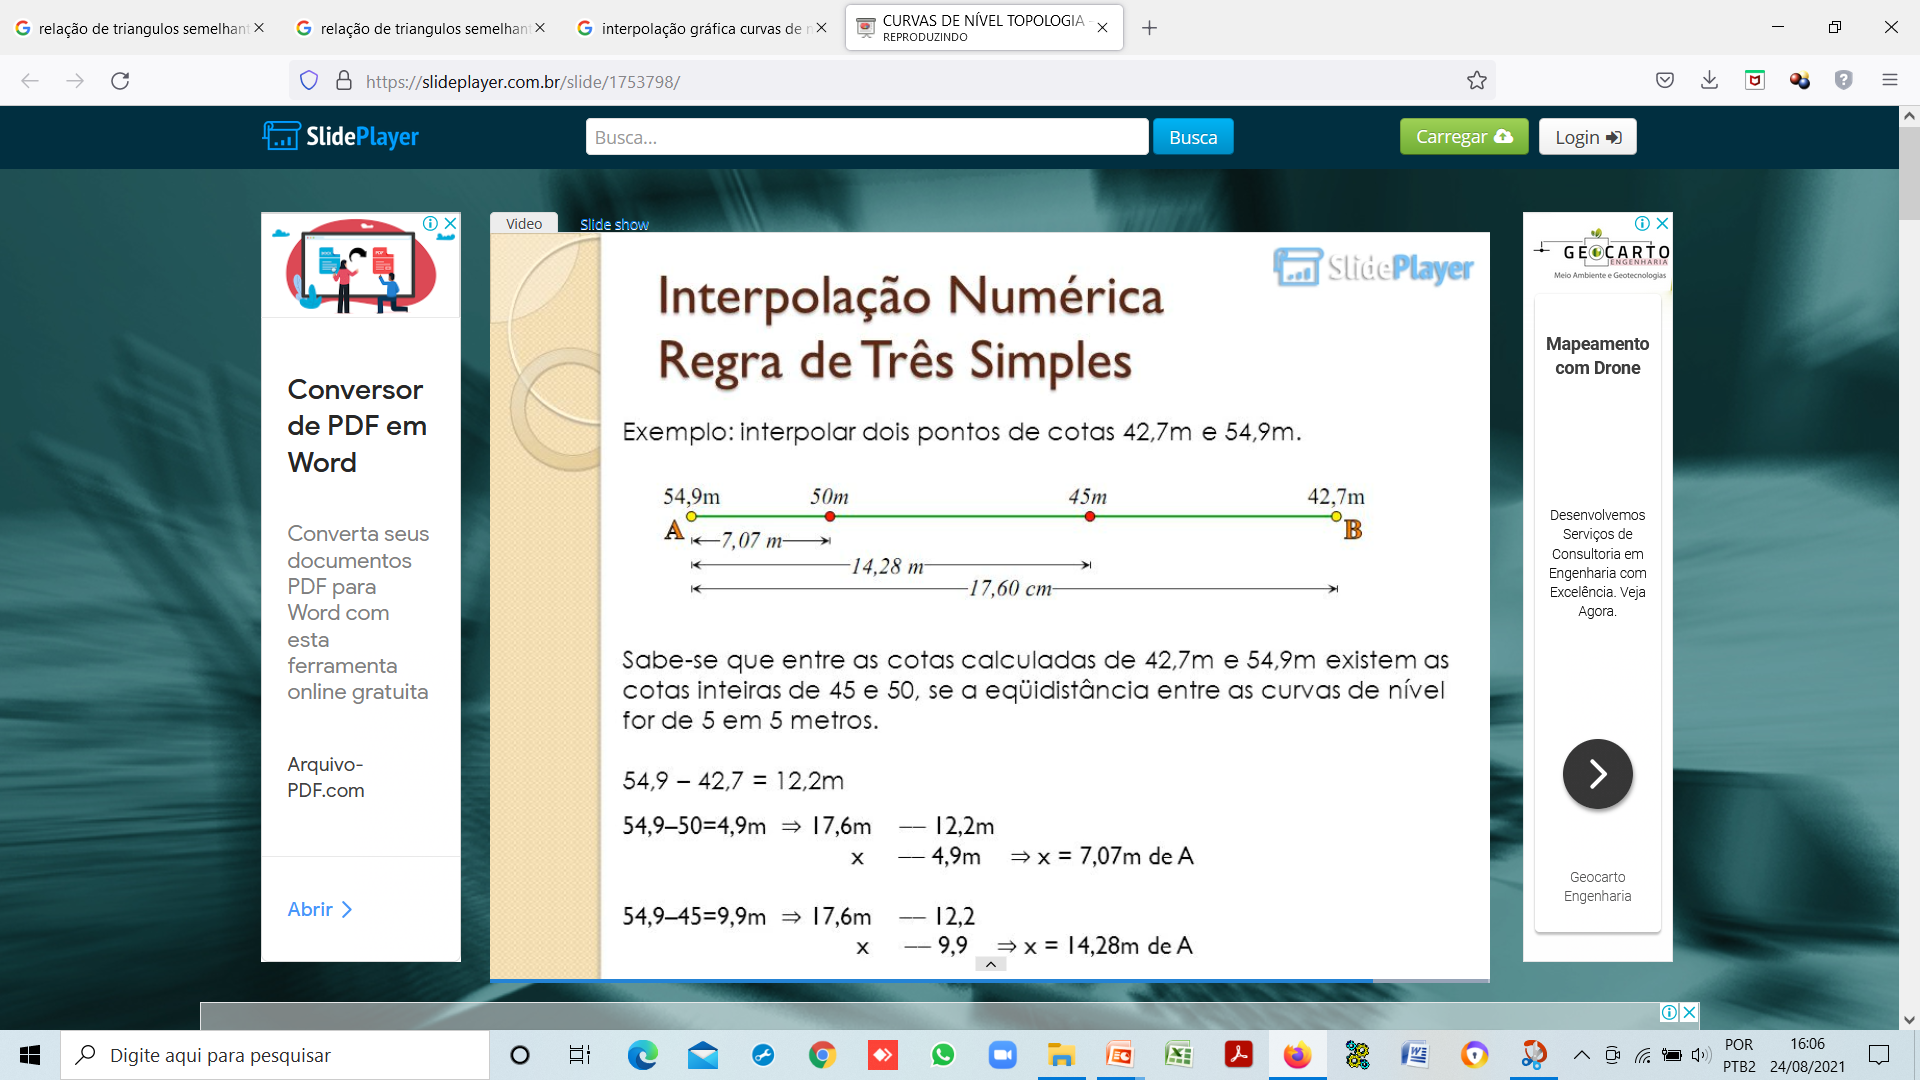 relação de triangulos semelhant
relação de triangulos semelhant
interpolação gráfica curvas de n
CURVAS DE NÍVEL TOPOLOGIA -
REPRODUZINDO
https://slideplayer.com.br/slide/1753798/
SlidePlayer
Busca...
Busca
Carregar
Login
Video
Slide show
Conversor
de PDF em
Word
Converta seus
documentos
PDF para
Word com
esta
ferramenta
online gratuita
Arquivo-
PDF.com
Abrir
SlidePlayer
Interpolação Numérica
Regra de Três Simples
Exemplo: interpolar dois pontos de cotas 42,7m e 54,9m.
54,9m 50m 45m 42,7m
A B
7,07 m
14,28 m
17,60 cm
Sabe-se que entre as cotas calculadas de 42,7m e 54,9m existem as
cotas inteiras de 45 e 50, se a eqüidistância entre as curvas de nível
for de 5 em 5 metros.
54,9 – 42,7 = 12,2m
54,9–50=4,9m ⇒ 17,6m — 12,2m
x — 4,9m ⇒ x = 7,07m de A
54,9–45=9,9m ⇒ 17,6m — 12,2
x — 9,9 ⇒ x = 14,28m de A
GEOCARTO
ENGENHARIA
Meio Ambiente e Geotecnologias
Mapeamento
com Drone
Desenvolvemos
Serviços de
Consultoria em
Engenharia com
Excelência. Veja
Agora.
Geocarto
Engenharia
Digite aqui para pesquisar
POR
PTB2
16:06
24/08/2021